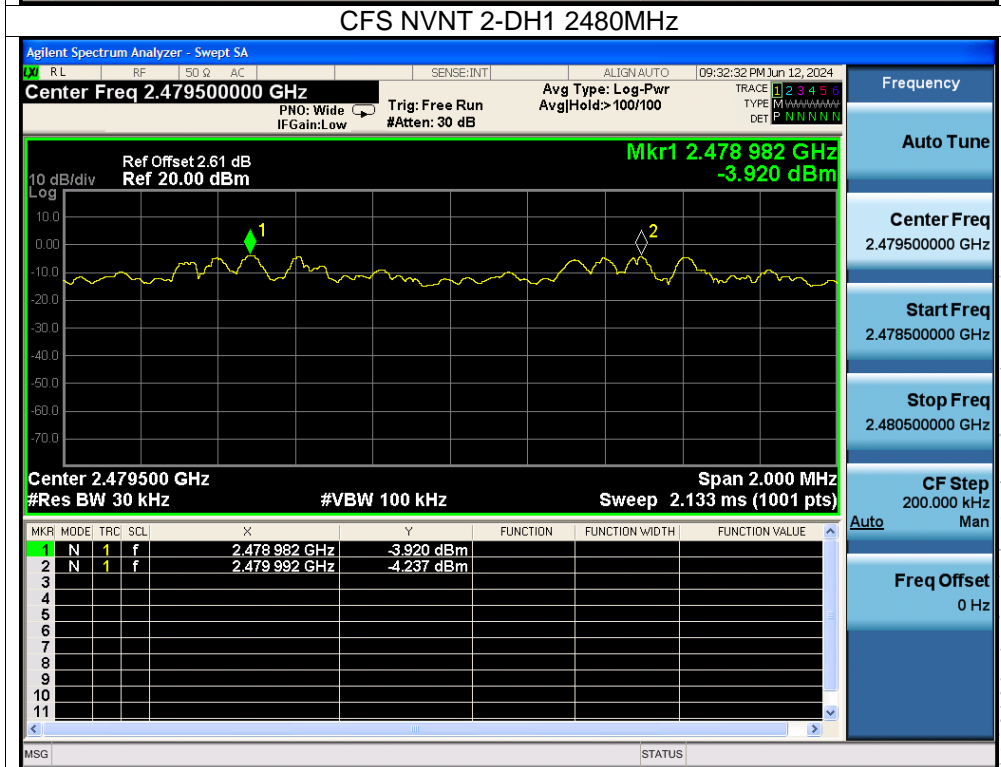 CFS NVNT 2-DH1 2480MHz
Agilent Spectrum Analyzer - Swept SA
LXI RL RF 50 Ω AC SENSE:INT ALIGN AUTO 09:32:32 PM Jun 12, 2024
Center Freq 2.479500000 GHz
PNO: Wide
IFGain:Low
Trig: Free Run
#Atten: 30 dB
Avg Type: Log-Pwr
Avg|Hold:>100/100
TRACE 1 2 3 4 5 6
TYPE M WWWWW
DET P N N N N N
Ref Offset 2.61 dB
10 dB/div Ref 20.00 dBm
Log
Mkr1 2.478 982 GHz
-3.920 dBm
10.0
0.00
-10.0
-20.0
-30.0
-40.0
-50.0
-60.0
-70.0
1
2
Center 2.479500 GHz Span 2.000 MHz
#Res BW 30 kHz #VBW 100 kHz Sweep 2.133 ms (1001 pts)
MKR MODE TRC SCL X Y FUNCTION FUNCTION WIDTH FUNCTION VALUE
1 N 1 f 2.478 982 GHz -3.920 dBm
2 N 1 f 2.479 992 GHz -4.237 dBm
3
4
5
6
7
8
9
10
11
MSG STATUS
Frequency
Auto Tune
Center Freq
2.479500000 GHz
Start Freq
2.478500000 GHz
Stop Freq
2.480500000 GHz
CF Step
200.000 kHz
Auto Man
Freq Offset
0 Hz